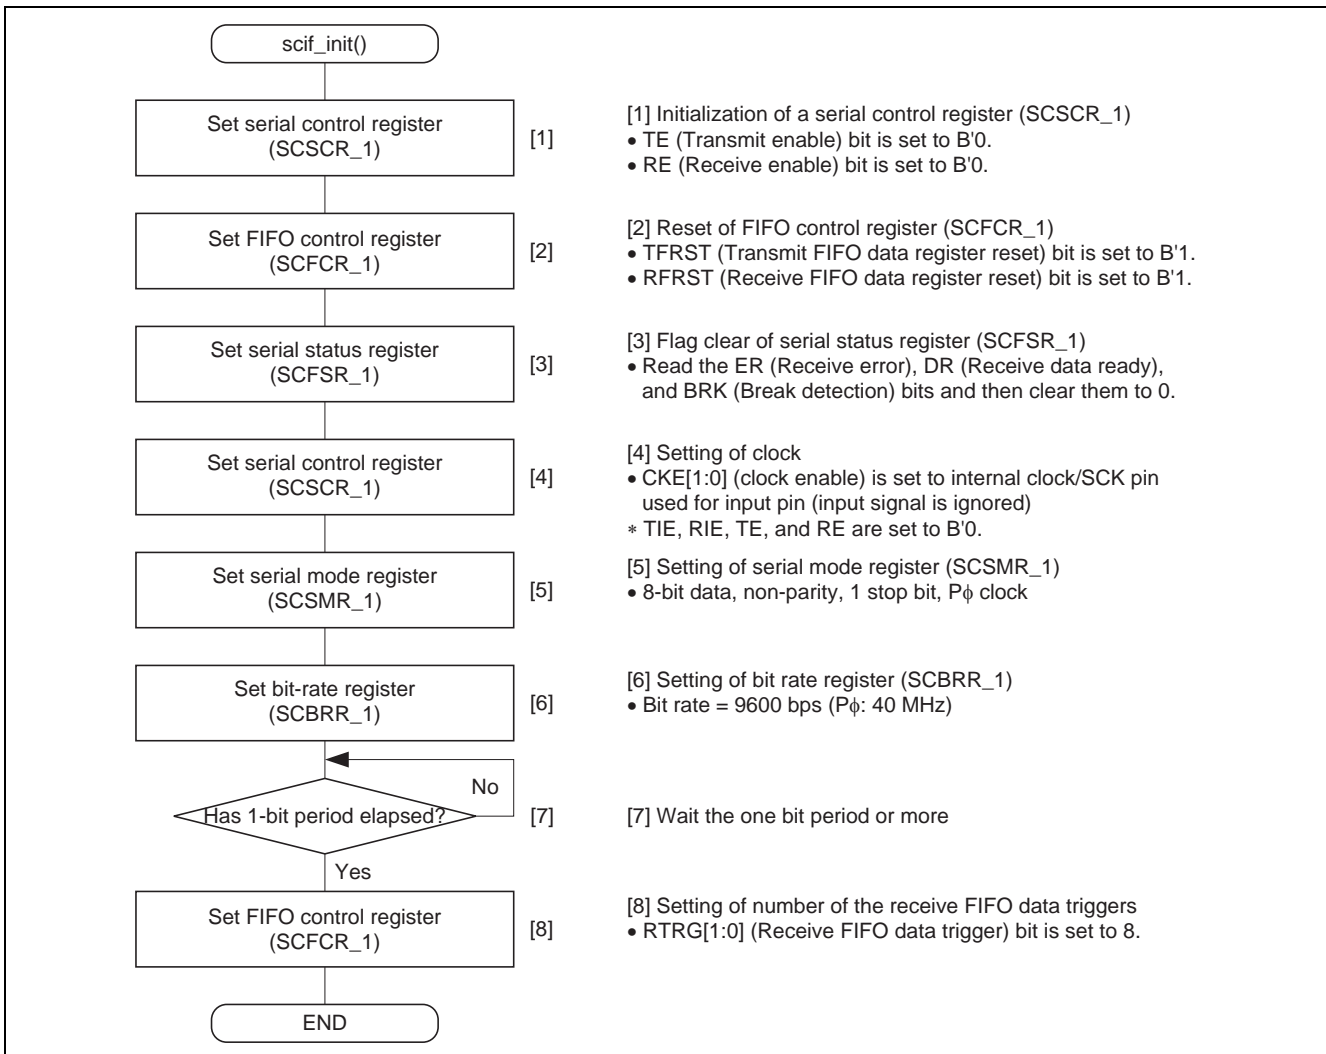 scif_init()
Set serial control register
(SCSCR_1)
[1]
[1] Initialization of a serial control register (SCSCR_1)
• TE (Transmit enable) bit is set to B'0.
• RE (Receive enable) bit is set to B'0.
Set FIFO control register
(SCFCR_1)
[2]
[2] Reset of FIFO control register (SCFCR_1)
• TFRST (Transmit FIFO data register reset) bit is set to B'1.
• RFRST (Receive FIFO data register reset) bit is set to B'1.
Set serial status register
(SCFSR_1)
[3]
[3] Flag clear of serial status register (SCFSR_1)
• Read the ER (Receive error), DR (Receive data ready),
and BRK (Break detection) bits and then clear them to 0.
Set serial control register
(SCSCR_1)
[4]
[4] Setting of clock
• CKE[1:0] (clock enable) is set to internal clock/SCK pin
used for input pin (input signal is ignored)
* TIE, RIE, TE, and RE are set to B'0.
Set serial mode register
(SCSMR_1)
[5]
[5] Setting of serial mode register (SCSMR_1)
• 8-bit data, non-parity, 1 stop bit, Pϕ clock
Set bit-rate register
(SCBRR_1)
[6]
[6] Setting of bit rate register (SCBRR_1)
• Bit rate = 9600 bps (Pϕ: 40 MHz)
No
Has 1-bit period elapsed?
[7]
[7] Wait the one bit period or more
Yes
Set FIFO control register
(SCFCR_1)
[8]
[8] Setting of number of the receive FIFO data triggers
• RTRG[1:0] (Receive FIFO data trigger) bit is set to 8.
END